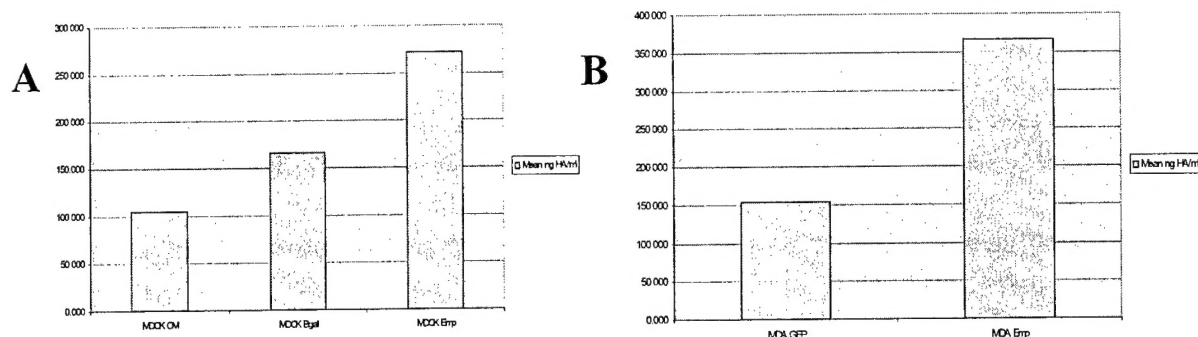 A
300 000
250 000
200 000
150 000
100 000
50 000
0.000
MDCK CM
MDCK Bgal
MDCK Emp
Mean ng HA/ml
B
400 000
350 000
300 000
250 000
200 000
150 000
100 000
50 000
0.000
MDA GFP
MDA Emp
Mean ng HA/ml